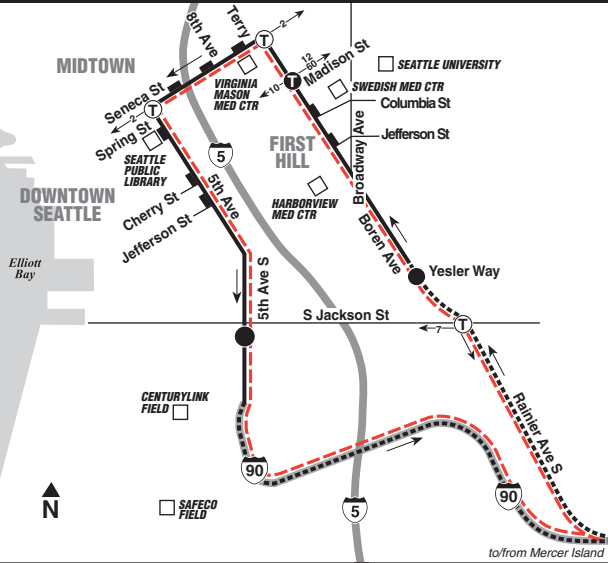 Terry
8th Ave
2
T
MIDTOWN
12
60
Madison St
SEATTLE UNIVERSITY
VIRGINIA
MASON
MED CTR
T
10
SWEDISH MED CTR
Seneca St
T
2
Columbia St
Spring St
Jefferson St
SEATTLE
PUBLIC
LIBRARY
5
FIRST
HILL
Broadway Ave
DOWNTOWN
SEATTLE
Cherry St
5th Ave
HARBORVIEW
MED CTR
Jefferson St
Boren Ave
Elliott
Bay
5th Ave S
Yesler Way
S Jackson St
7
T
CENTURYLINK
FIELD
Rainier Ave S
90
90
N
SAFECO
FIELD
5
to/from Mercer Island